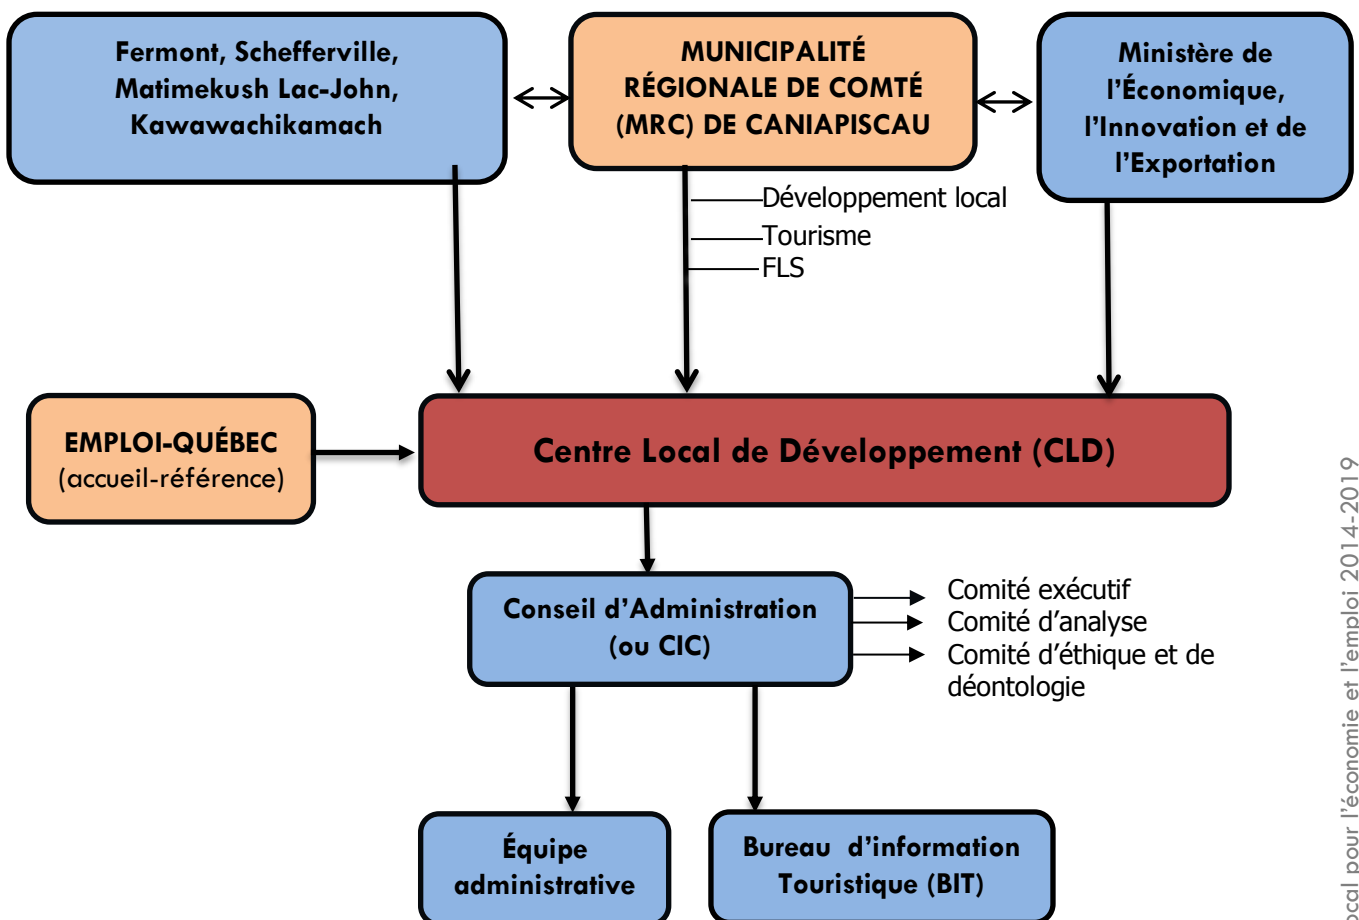 Fermont, Schefferville,
Matimekush Lac-John,
Kawawachikamach
MUNICIPALITÉ
RÉGIONALE DE COMTÉ
(MRC) DE CANIAPISCAU
Ministère de
l’Économique,
l’Innovation et de
l’Exportation
Développement local
Tourisme
FLS
EMPLOI-QUÉBEC
(accueil-référence)
Centre Local de Développement (CLD)
Conseil d’Administration
(ou CIC)
Comité exécutif
Comité d’analyse
Comité d’éthique et de
déontologie
Équipe
administrative
Bureau d’information
Touristique (BIT)
pour l’économie et l’emploi 2014-2019